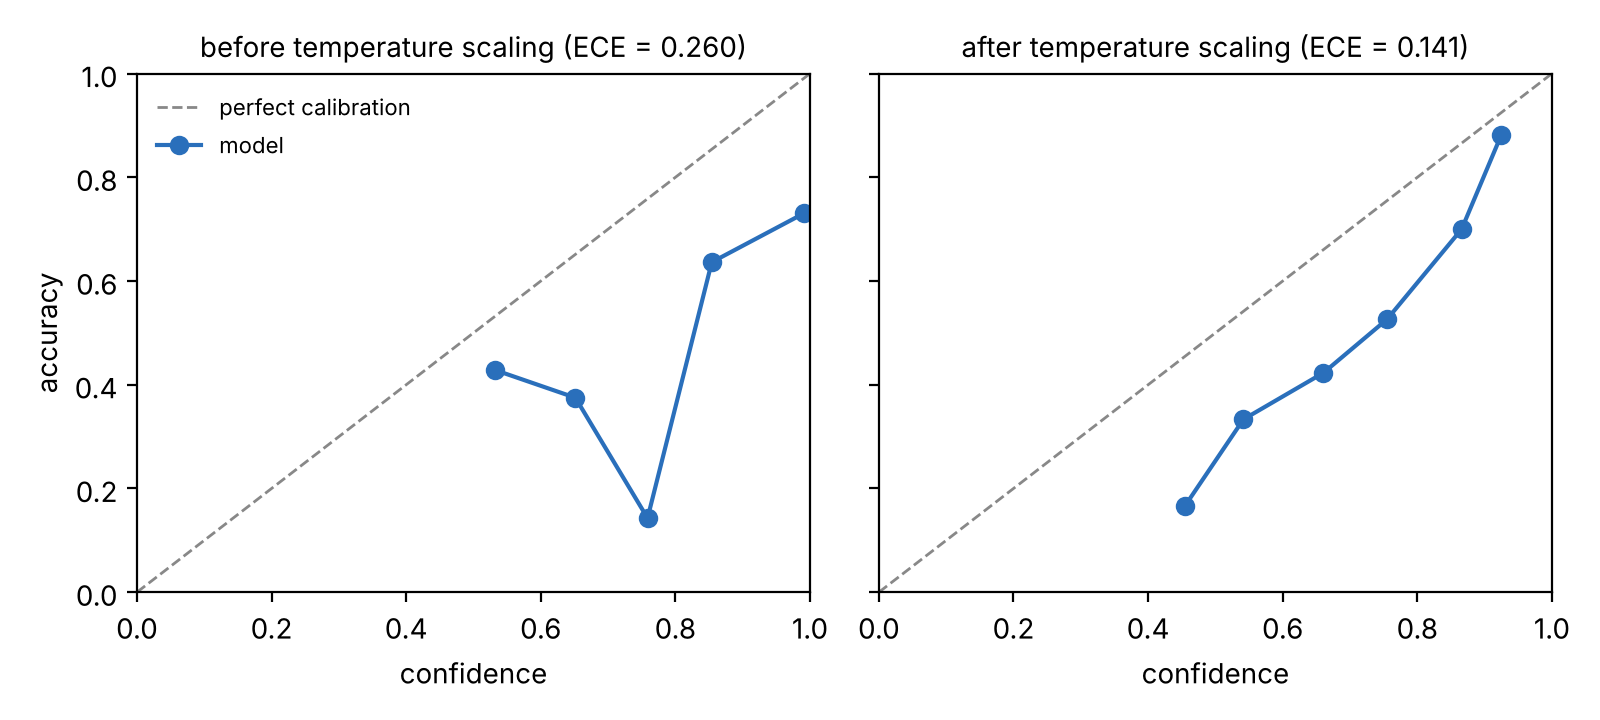 before temperature scaling (ECE = 0.260)
1.0
0.8
0.6
0.4
0.2
0.0
accuracy
perfect calibration
model
0.0 0.2 0.4 0.6 0.8 1.0
confidence
after temperature scaling (ECE = 0.141)
0.0 0.2 0.4 0.6 0.8 1.0
confidence